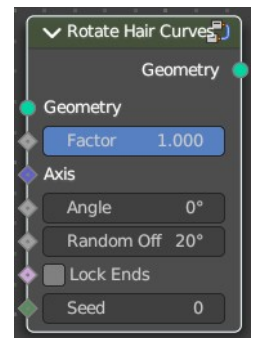 Rotate Hair Curves
Geometry
Geometry
Factor 1.000
Axis
Angle 0°
Random Off 20°
Lock Ends
Seed 0